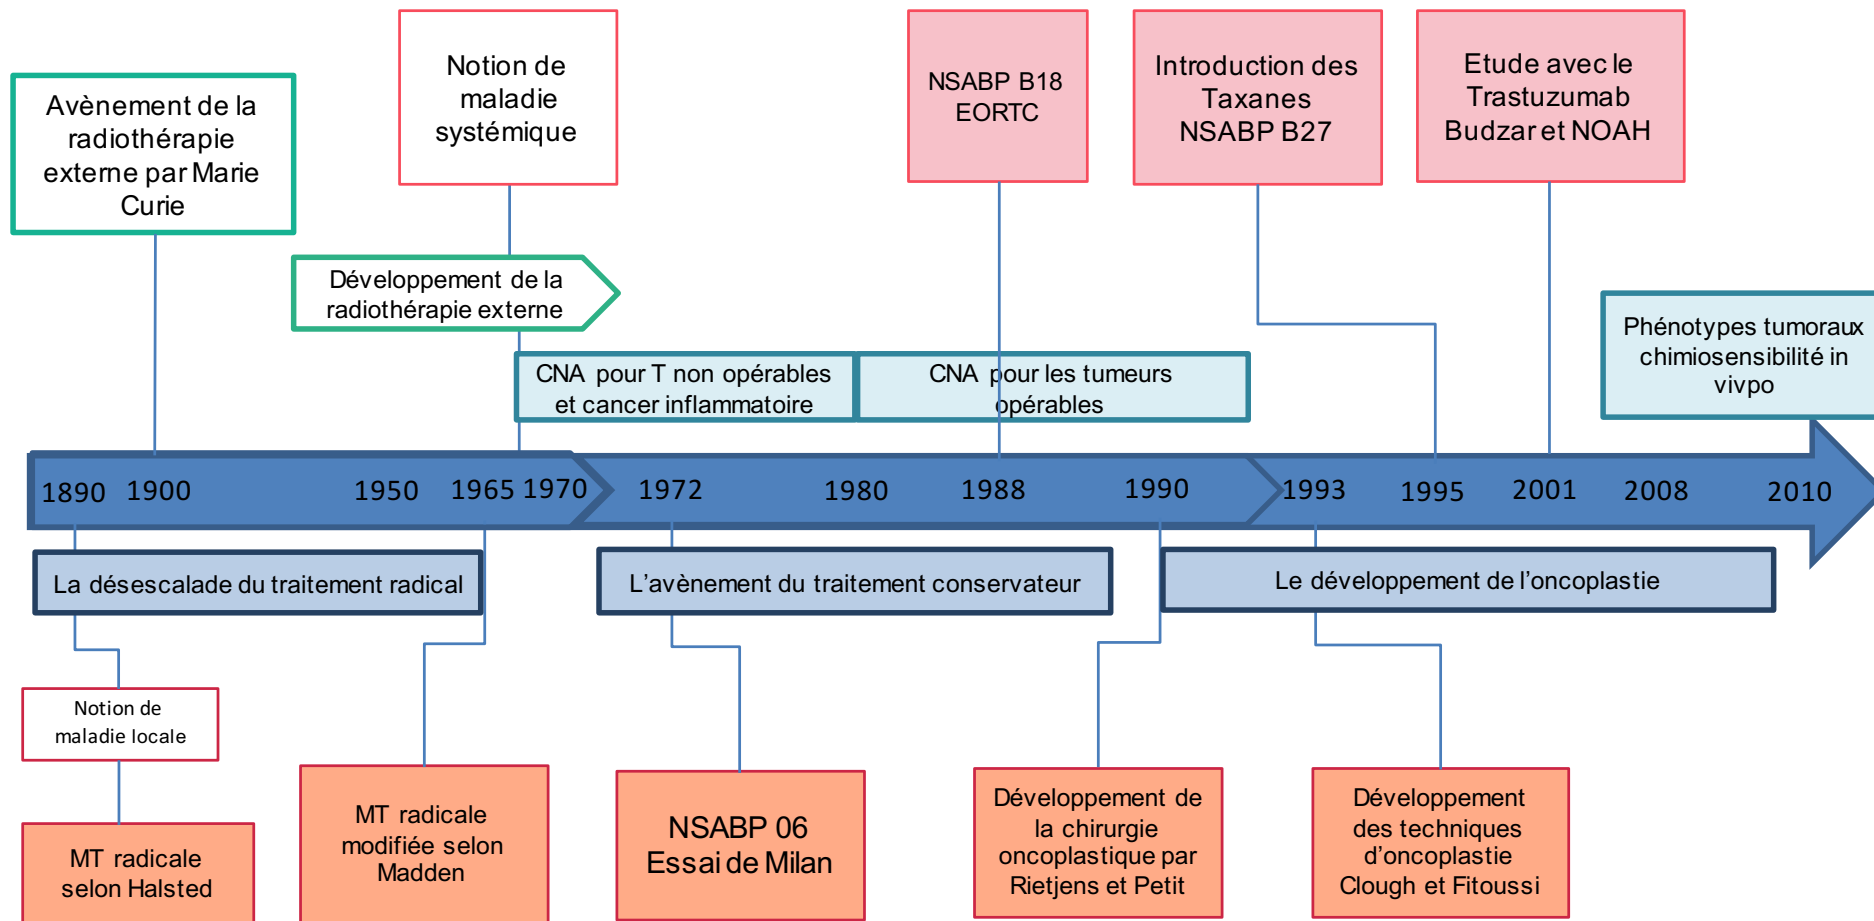 Avènement de la
radiothérapie
externe par Marie
Curie
Notion de
maladie
systémique
NSABP B18
EORTC
Introduction des
Taxanes
NSABP B27
Etude avec le
Trastuzumab
Budzar et NOAH
Développement de la
radiothérapie externe
CNA pour T non opérables
et cancer inflammatoire
CNA pour les tumeurs
opérables
Phénotypes tumoraux
chimiosensibilité in
vivpo
1890 1900 1950 1965 1970 1972 1980 1988 1990 1993 1995 2001 2008 2010
La désescalade du traitement radical
L’avènement du traitement conservateur
Le développement de l’oncoplastie
Notion de
maladie locale
MT radicale
selon Halsted
MT radicale
modifiée selon
Madden
NSABP 06
Essai de Milan
Développement de
la chirurgie
oncoplastique par
Rietjens et Petit
Développement
des techniques
d’oncoplastie
Clough et Fitoussi